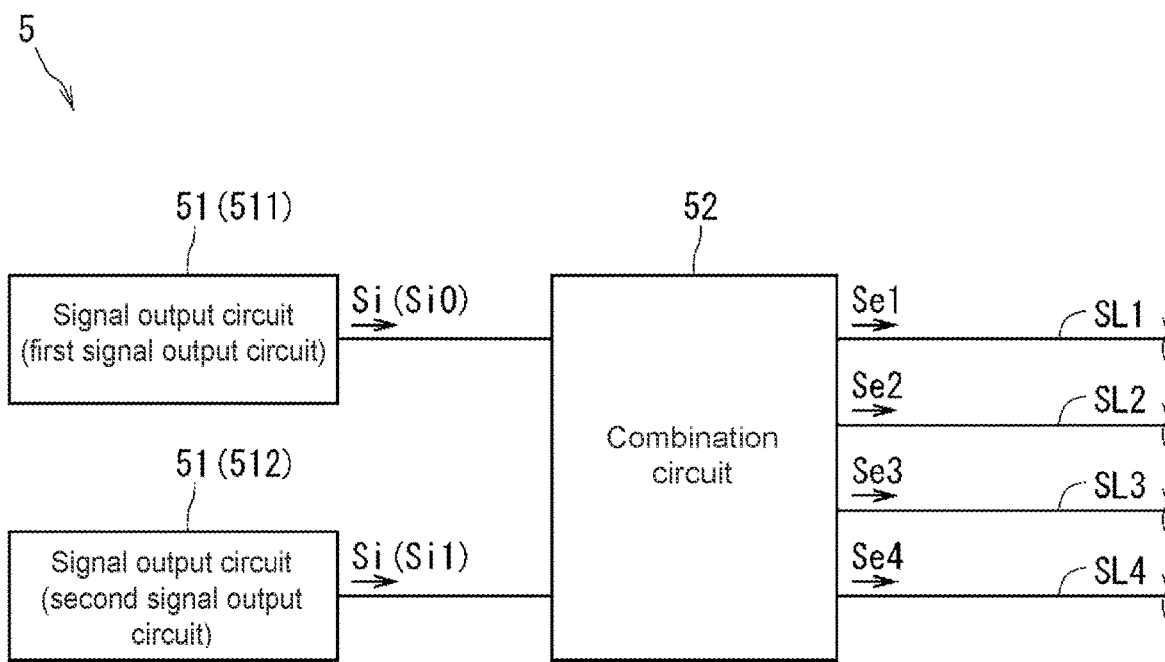 5
51(511)
52
Signal output circuit
(first signal output circuit)
Si(Si0)
Se1
SL1
Se2
SL2
Combination
circuit
51(512)
Se3
SL3
Signal output circuit
(second signal output
circuit)
Si(Si1)
Se4
SL4